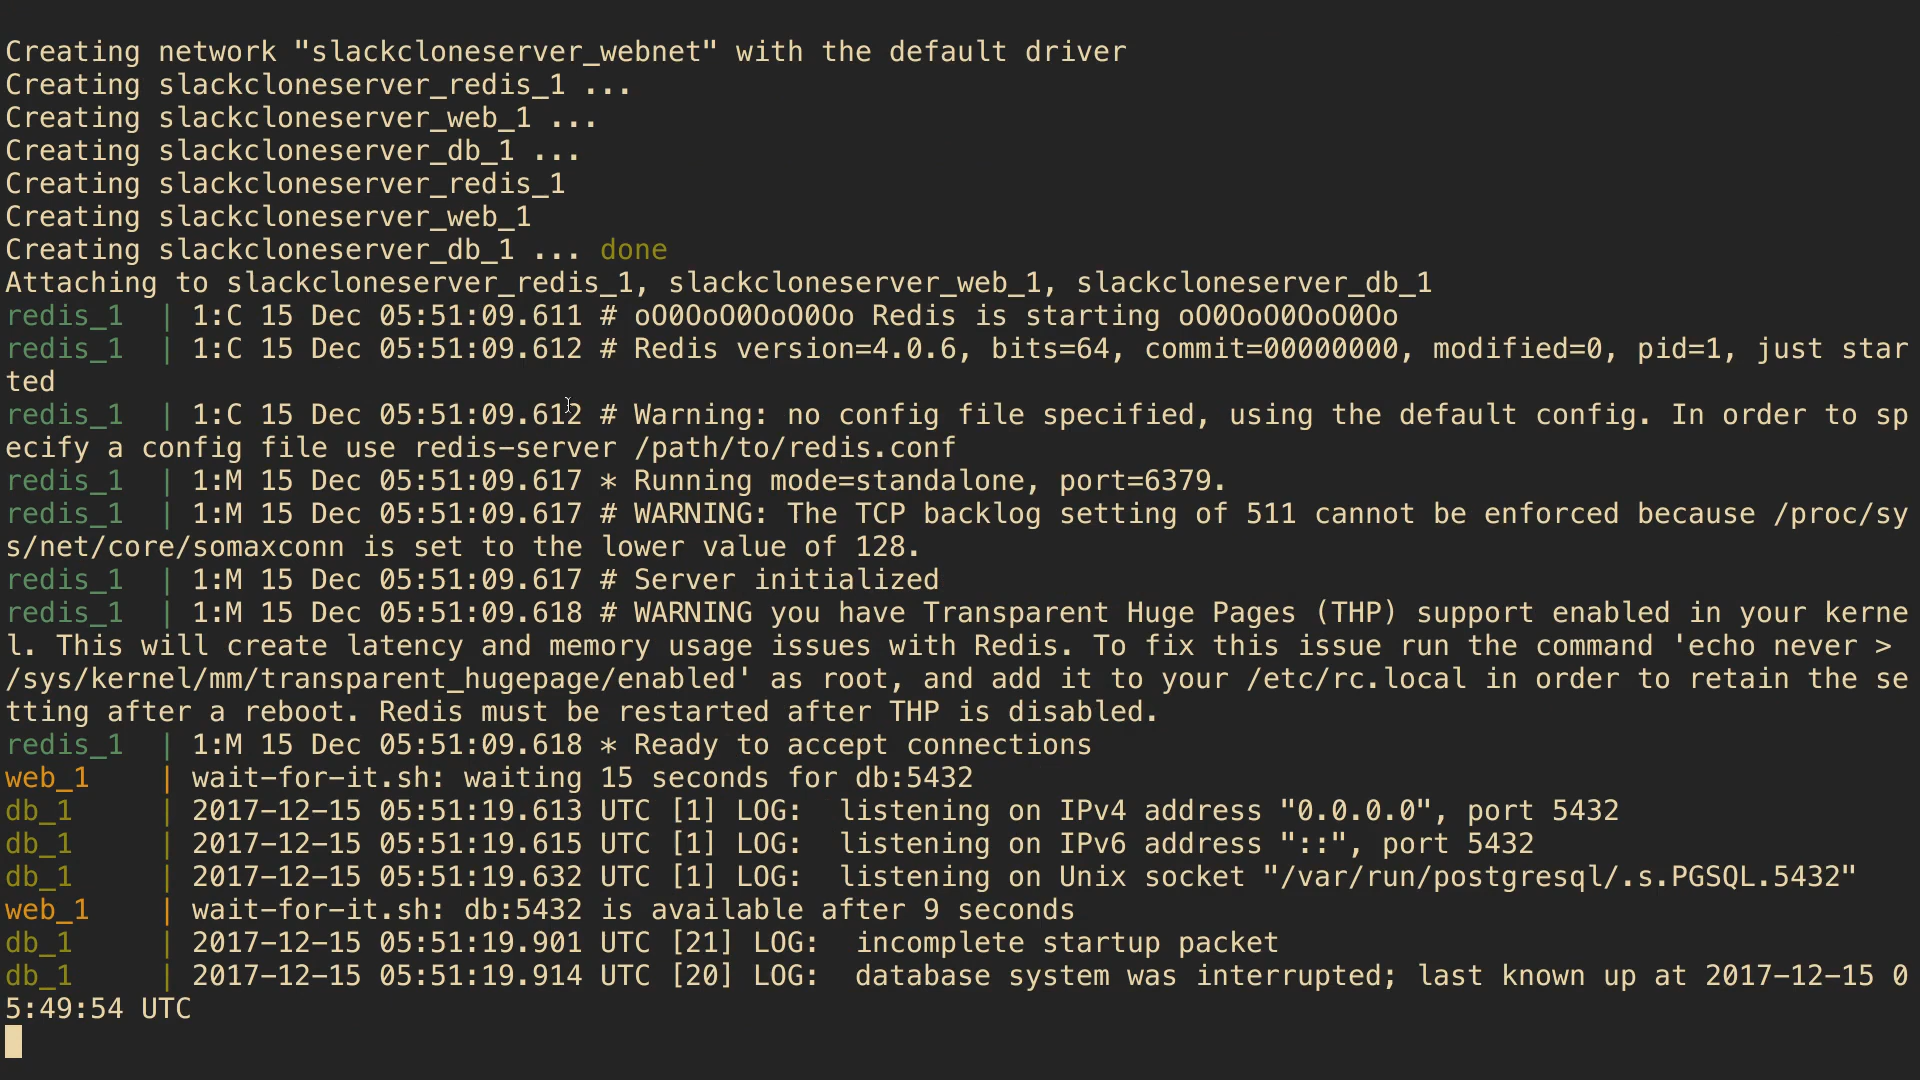 Creating network "slackcloneserver_webnet" with the default driver
Creating slackcloneserver_redis_1 ...
Creating slackcloneserver_web_1 ...
Creating slackcloneserver_db_1 ...
Creating slackcloneserver_redis_1
Creating slackcloneserver_web_1
Creating slackcloneserver_db_1 ... done
Attaching to slackcloneserver_redis_1, slackcloneserver_web_1, slackcloneserver_db_1
redis_1  | 1:C 15 Dec 05:51:09.611 # oO0OoO0OoO0Oo Redis is starting oO0OoO0OoO0Oo
redis_1  | 1:C 15 Dec 05:51:09.612 # Redis version=4.0.6, bits=64, commit=00000000, modified=0, pid=1, just star
ted
redis_1  | 1:C 15 Dec 05:51:09.612 # Warning: no config file specified, using the default config. In order to sp
ecify a config file use redis-server /path/to/redis.conf
redis_1  | 1:M 15 Dec 05:51:09.617 * Running mode=standalone, port=6379.
redis_1  | 1:M 15 Dec 05:51:09.617 # WARNING: The TCP backlog setting of 511 cannot be enforced because /proc/sy
s/net/core/somaxconn is set to the lower value of 128.
redis_1  | 1:M 15 Dec 05:51:09.617 # Server initialized
redis_1  | 1:M 15 Dec 05:51:09.618 # WARNING you have Transparent Huge Pages (THP) support enabled in your kerne
l. This will create latency and memory usage issues with Redis. To fix this issue run the command 'echo never >
/sys/kernel/mm/transparent_hugepage/enabled' as root, and add it to your /etc/rc.local in order to retain the se
tting after a reboot. Redis must be restarted after THP is disabled.
redis_1  | 1:M 15 Dec 05:51:09.618 * Ready to accept connections
web_1    | wait-for-it.sh: waiting 15 seconds for db:5432
db_1     | 2017-12-15 05:51:19.613 UTC [1] LOG:  listening on IPv4 address "0.0.0.0", port 5432
db_1     | 2017-12-15 05:51:19.615 UTC [1] LOG:  listening on IPv6 address "::", port 5432
db_1     | 2017-12-15 05:51:19.632 UTC [1] LOG:  listening on Unix socket "/var/run/postgresql/.s.PGSQL.5432"
web_1    | wait-for-it.sh: db:5432 is available after 9 seconds
db_1     | 2017-12-15 05:51:19.901 UTC [21] LOG:  incomplete startup packet
db_1     | 2017-12-15 05:51:19.914 UTC [20] LOG:  database system was interrupted; last known up at 2017-12-15 0
5:49:54 UTC